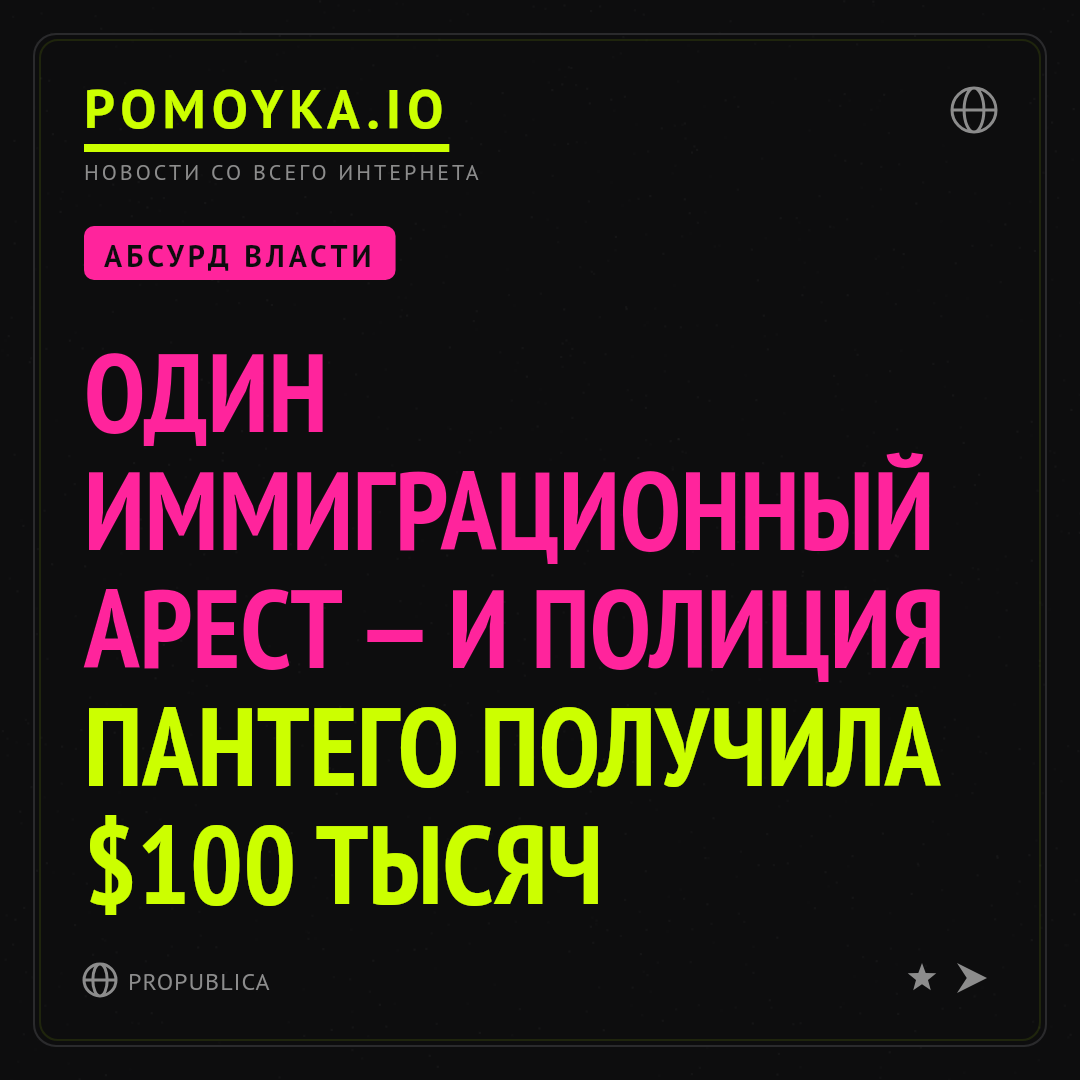 POMOYKA.IO
НОВОСТИ СО ВСЕГО ИНТЕРНЕТА
АБСУРД ВЛАСТИ
ОДИН
ИММИГРАЦИОННЫЙ
АРЕСТ — И ПОЛИЦИЯ
ПАНТЕГО ПОЛУЧИЛА
$100 ТЫСЯЧ
PROPUBLICA